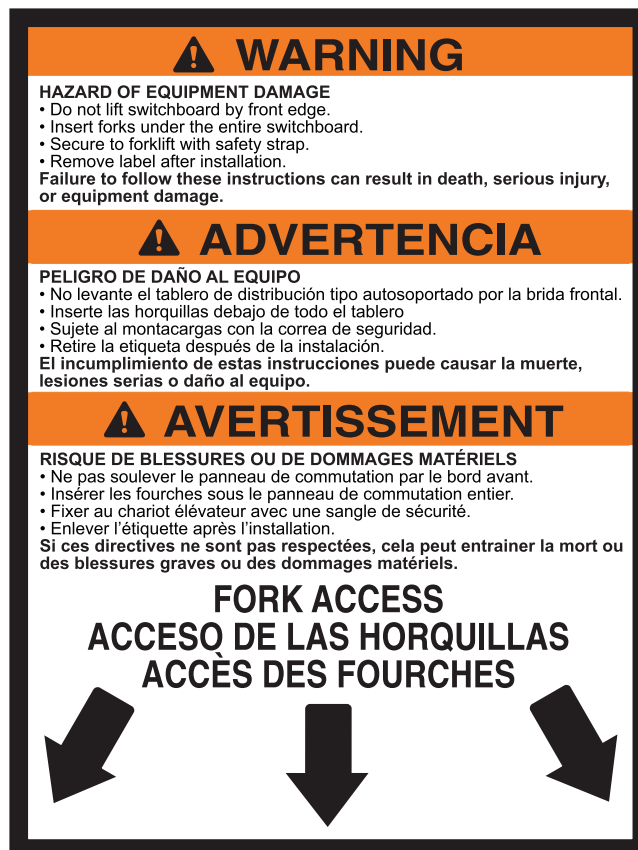 WARNING
HAZARD OF EQUIPMENT DAMAGE
• Do not lift switchboard by front edge.
• Insert forks under the entire switchboard.
• Secure to forklift with safety strap.
• Remove label after installation.
Failure to follow these instructions can result in death, serious injury,
or equipment damage.
ADVERTENCIA
PELIGRO DE DAÑO AL EQUIPO
• No levante el tablero de distribución tipo autosoportado por la brida frontal.
• Inserte las horquillas debajo de todo el tablero
• Sujete al montacargas con la correa de seguridad.
• Retire la etiqueta después de la instalación.
El incumplimiento de estas instrucciones puede causar la muerte,
lesiones serias o daño al equipo.
AVERTISSEMENT
RISQUE DE BLESSURES OU DE DOMMAGES MATÉRIELS
• Ne pas soulever le panneau de commutation par le bord avant.
• Insérer les fourches sous le panneau de commutation entier.
• Fixer au chariot élévateur avec une sangle de sécurité.
• Enlever l’étiquette après l’installation.
Si ces directives ne sont pas respectées, cela peut entrainer la mort ou
des blessures graves ou des dommages matériels.
FORK ACCESS
ACCESO DE LAS HORQUILLAS
ACCÈS DES FOURCHES